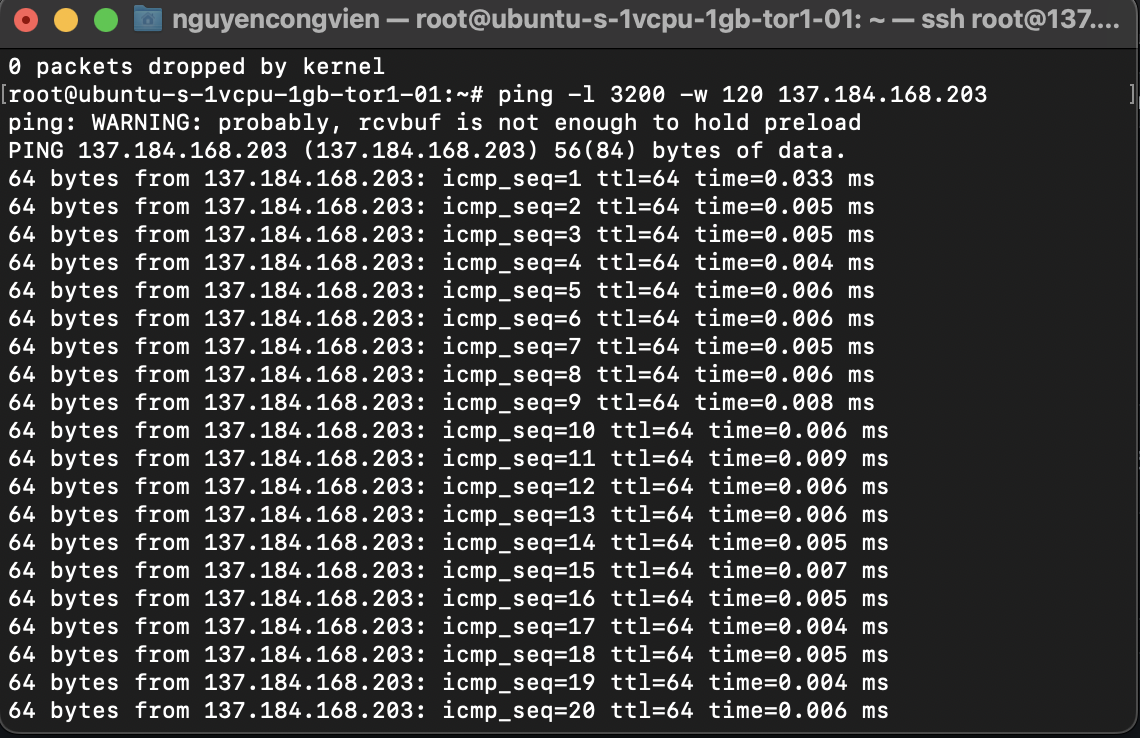 nguyencongvien — root@ubuntu-s-1vcpu-1gb-tor1-01: ~ — ssh root@137....
0 packets dropped by kernel
[root@ubuntu-s-1vcpu-1gb-tor1-01:~# ping -l 3200 -w 120 137.184.168.203 ]
ping: WARNING: probably, rcvbuf is not enough to hold preload
PING 137.184.168.203 (137.184.168.203) 56(84) bytes of data.
64 bytes from 137.184.168.203: icmp_seq=1 ttl=64 time=0.033 ms
64 bytes from 137.184.168.203: icmp_seq=2 ttl=64 time=0.005 ms
64 bytes from 137.184.168.203: icmp_seq=3 ttl=64 time=0.005 ms
64 bytes from 137.184.168.203: icmp_seq=4 ttl=64 time=0.004 ms
64 bytes from 137.184.168.203: icmp_seq=5 ttl=64 time=0.006 ms
64 bytes from 137.184.168.203: icmp_seq=6 ttl=64 time=0.006 ms
64 bytes from 137.184.168.203: icmp_seq=7 ttl=64 time=0.005 ms
64 bytes from 137.184.168.203: icmp_seq=8 ttl=64 time=0.006 ms
64 bytes from 137.184.168.203: icmp_seq=9 ttl=64 time=0.008 ms
64 bytes from 137.184.168.203: icmp_seq=10 ttl=64 time=0.006 ms
64 bytes from 137.184.168.203: icmp_seq=11 ttl=64 time=0.009 ms
64 bytes from 137.184.168.203: icmp_seq=12 ttl=64 time=0.006 ms
64 bytes from 137.184.168.203: icmp_seq=13 ttl=64 time=0.006 ms
64 bytes from 137.184.168.203: icmp_seq=14 ttl=64 time=0.005 ms
64 bytes from 137.184.168.203: icmp_seq=15 ttl=64 time=0.007 ms
64 bytes from 137.184.168.203: icmp_seq=16 ttl=64 time=0.005 ms
64 bytes from 137.184.168.203: icmp_seq=17 ttl=64 time=0.004 ms
64 bytes from 137.184.168.203: icmp_seq=18 ttl=64 time=0.005 ms
64 bytes from 137.184.168.203: icmp_seq=19 ttl=64 time=0.004 ms
64 bytes from 137.184.168.203: icmp_seq=20 ttl=64 time=0.006 ms